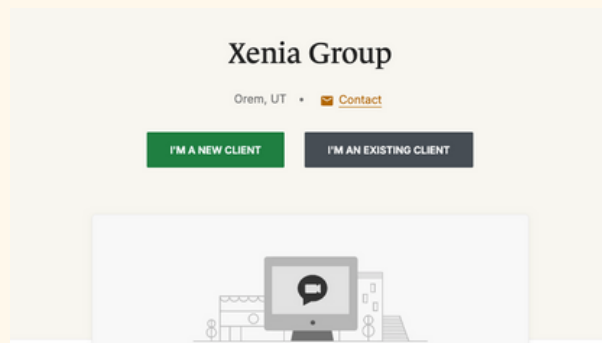 Xenia Group
Orem, UT • Contact
I'M A NEW CLIENT I'M AN EXISTING CLIENT